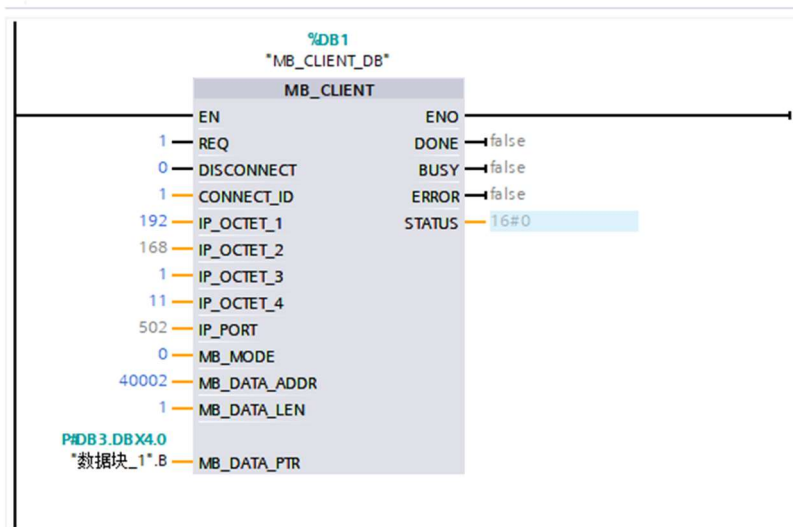 %DB1
"MB_CLIENT_DB"
MB_CLIENT
EN ENO
1 REQ DONE false
0 DISCONNECT BUSY false
1 CONNECT_ID ERROR false
192 IP_OCTET_1 STATUS 16#0
168 IP_OCTET_2
1 IP_OCTET_3
11 IP_OCTET_4
502 IP_PORT
0 MB_MODE
40002 MB_DATA_ADDR
1 MB_DATA_LEN
P#DB3.DBX4.0
"数据块_1".B MB_DATA_PTR